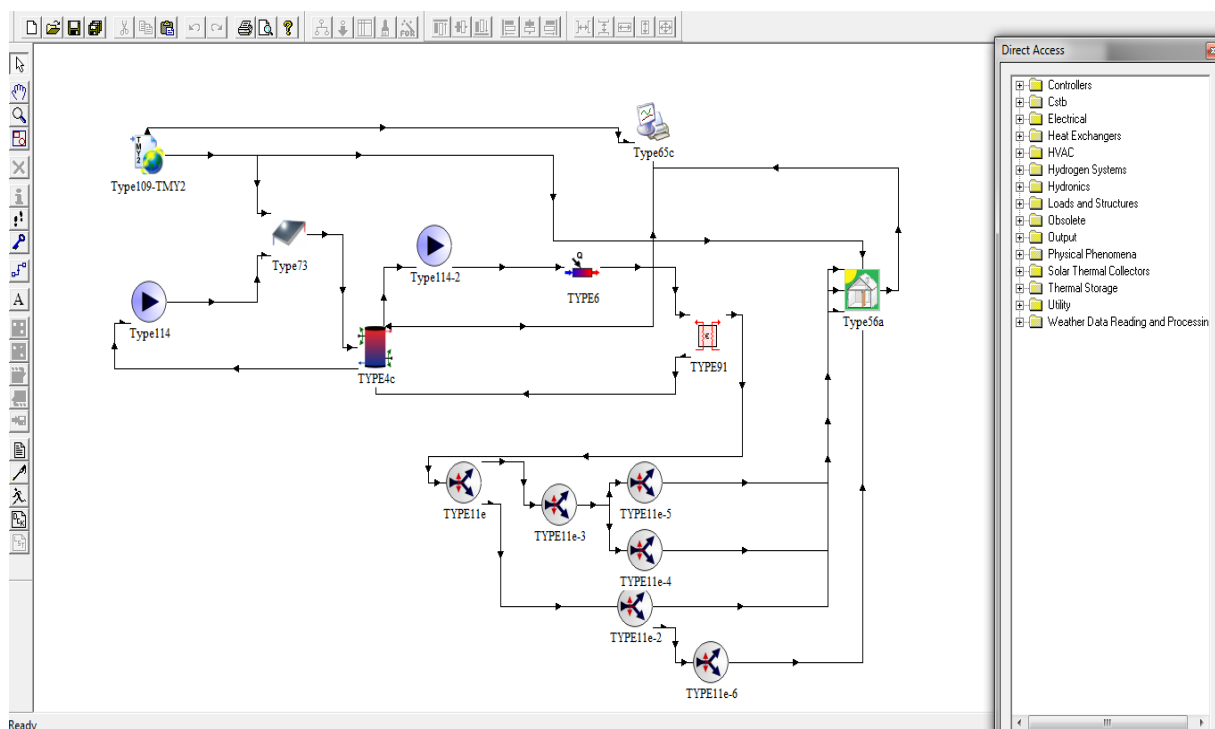 Direct Access
Controllers
Cstb
Electrical
Heat Exchangers
HVAC
Hydrogen Systems
Hydronics
Loads and Structures
Obsolete
Output
Physical Phenomena
Solar Thermal Collectors
Thermal Storage
Utility
Weather Data Reading and Processin
TMY2
Type109-TMY2
Type65c
Type73
Type114-2
Q
TYPE6
Type114
TYPE4c
TYPE91
Type56a
TYPE11e
TYPE11e-3
TYPE11e-5
TYPE11e-4
TYPE11e-2
TYPE11e-6
FOR
A
Ready